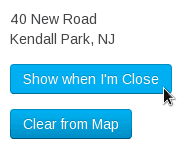 40 New Road
Kendall Park, NJ
Show when I'm Close
Clear from Map